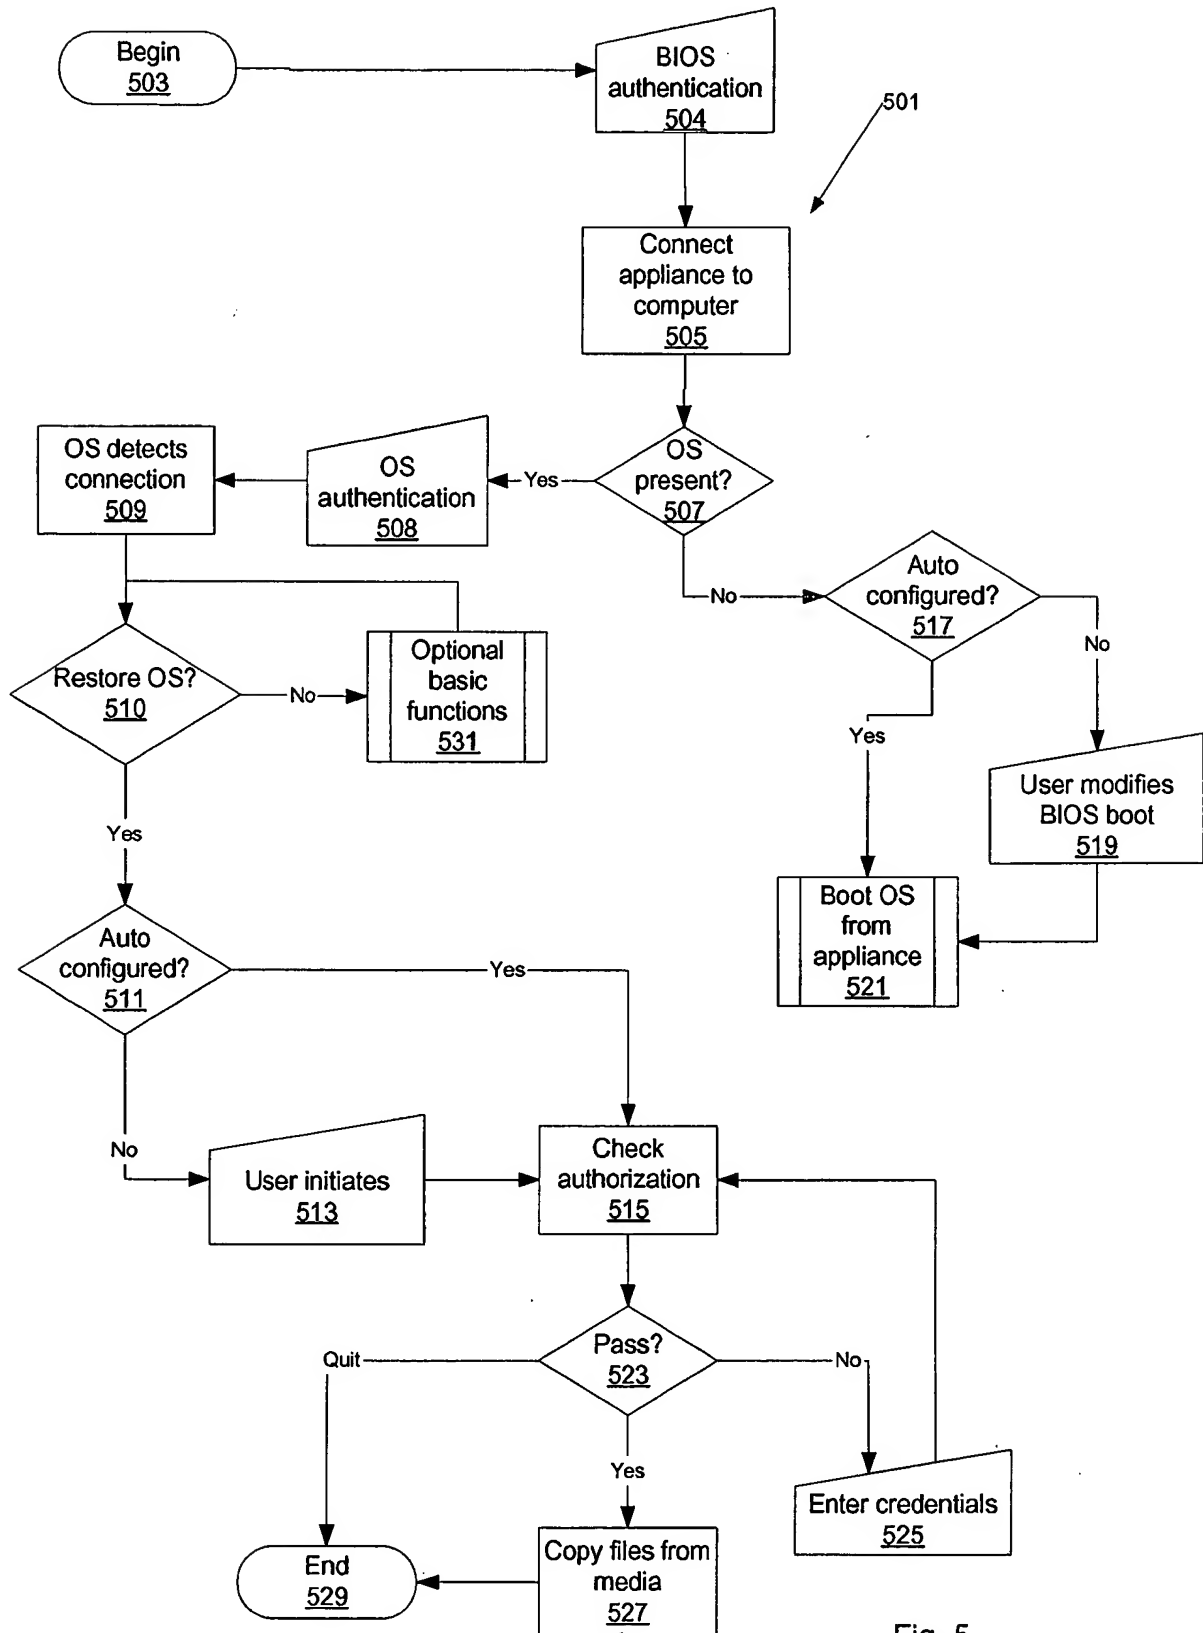 Begin
503
BIOS
authentication
504
501
Connect
appliance to
computer
505
OS detects
connection
509
OS
authentication
508
Yes
OS
present?
507
No
Auto
configured?
517
No
Restore OS?
510
No
Optional
basic
functions
531
Yes
User modifies
BIOS boot
519
Yes
Boot OS
from
appliance
521
Auto
configured?
511
Yes
No
User initiates
513
Check
authorization
515
Quit
Pass?
523
No
Yes
Enter credentials
525
End
529
Copy files from
media
527
Fig. 5